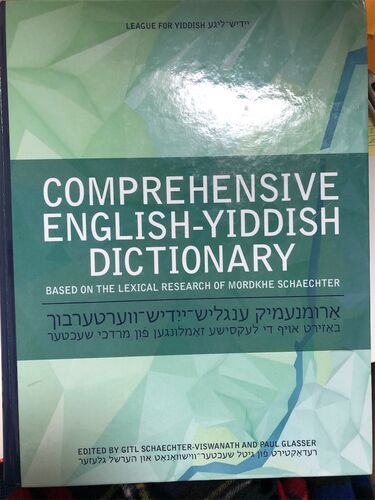 LEAGUE FOR YIDDISH ייִדיש־ליגע
COMPREHENSIVE
ENGLISH-YIDDISH
DICTIONARY
BASED ON THE LEXICAL RESEARCH OF MORDKHE SCHAECHTER
אַרומנעמיק ענגליש־ייִדיש־ווערטערבוך
באַזירט אויף די לעקסישע זאַמלונגען פֿון מרדכי שעכטער
EDITED BY GITL SCHAECHTER-VISWANATH AND PAUL GLASSER
רעדאַקטירט פֿון גיטל שעכטער־ווישוואַנאַט און הערשל גלעזער